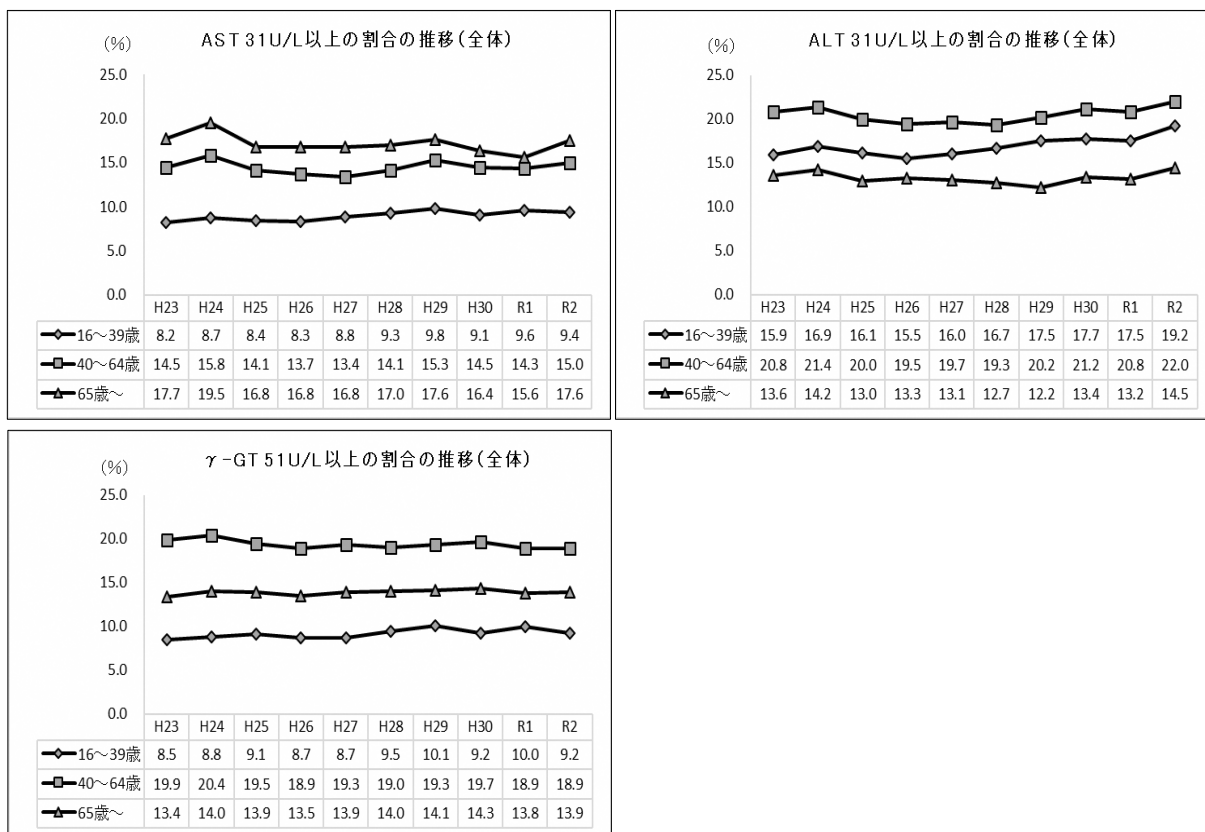 AST 31U/L以上の割合の推移(全体)
(%)
25.0
20.0
15.0
10.0
5.0
0.0
H23 H24 H25 H26 H27 H28 H29 H30 R1 R2
16～39歳 8.2 8.7 8.4 8.3 8.8 9.3 9.8 9.1 9.6 9.4
40～64歳 14.5 15.8 14.1 13.7 13.4 14.1 15.3 14.5 14.3 15.0
65歳～ 17.7 19.5 16.8 16.8 16.8 17.0 17.6 16.4 15.6 17.6
ALT 31U/L以上の割合の推移(全体)
(%)
25.0
20.0
15.0
10.0
5.0
0.0
H23 H24 H25 H26 H27 H28 H29 H30 R1 R2
16～39歳 15.9 16.9 16.1 15.5 16.0 16.7 17.5 17.7 17.5 19.2
40～64歳 20.8 21.4 20.0 19.5 19.7 19.3 20.2 21.2 20.8 22.0
65歳～ 13.6 14.2 13.0 13.3 13.1 12.7 12.2 13.4 13.2 14.5
γ-GT 51U/L以上の割合の推移(全体)
(%)
25.0
20.0
15.0
10.0
5.0
0.0
H23 H24 H25 H26 H27 H28 H29 H30 R1 R2
16～39歳 8.5 8.8 9.1 8.7 8.7 9.5 10.1 9.2 10.0 9.2
40～64歳 19.9 20.4 19.5 18.9 19.3 19.0 19.3 19.7 18.9 18.9
65歳～ 13.4 14.0 13.9 13.5 13.9 14.0 14.1 14.3 13.8 13.9